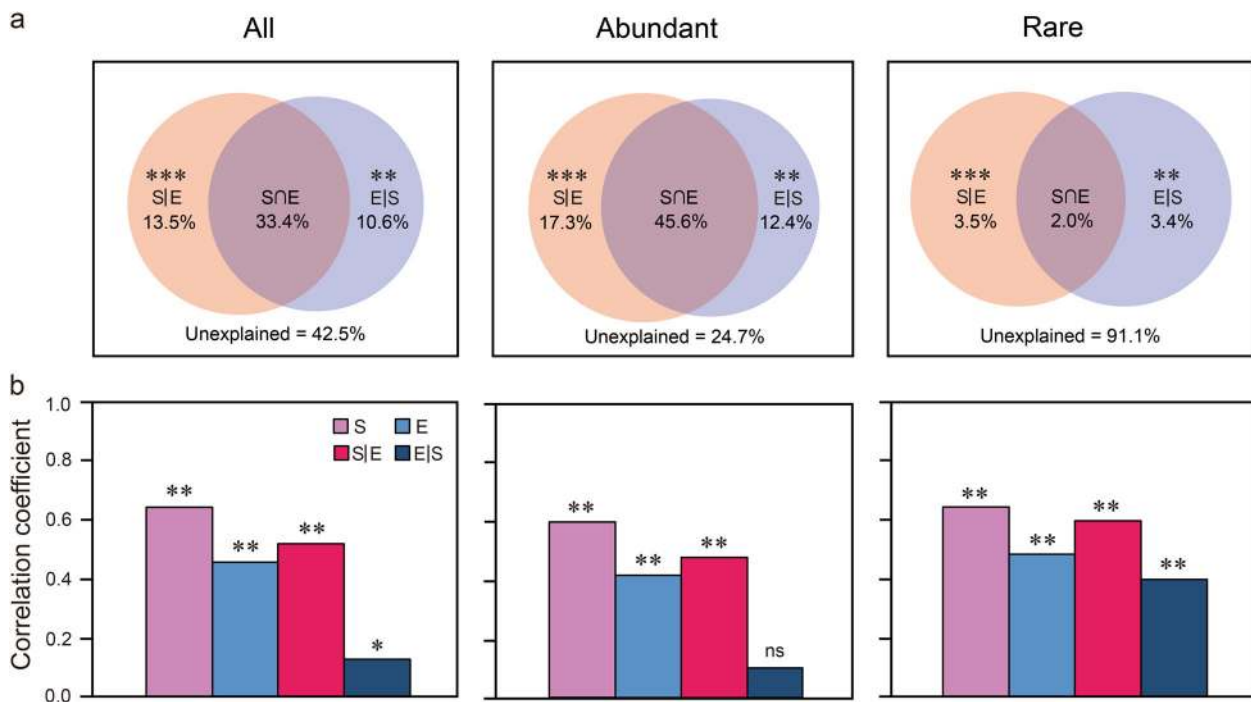 a
All
Abundant
Rare
*** 
S|E
13.5%
S∩E
33.4%
**
E|S
10.6%
Unexplained = 42.5%
***
S|E
17.3%
S∩E
45.6%
**
E|S
12.4%
Unexplained = 24.7%
***
S|E
3.5%
S∩E
2.0%
**
E|S
3.4%
Unexplained = 91.1%
b
Correlation coefficient
1.0
0.8
0.6
0.4
0.2
0.0
S E
S|E E|S
** ** ** *
** ** ** ns
** ** ** **